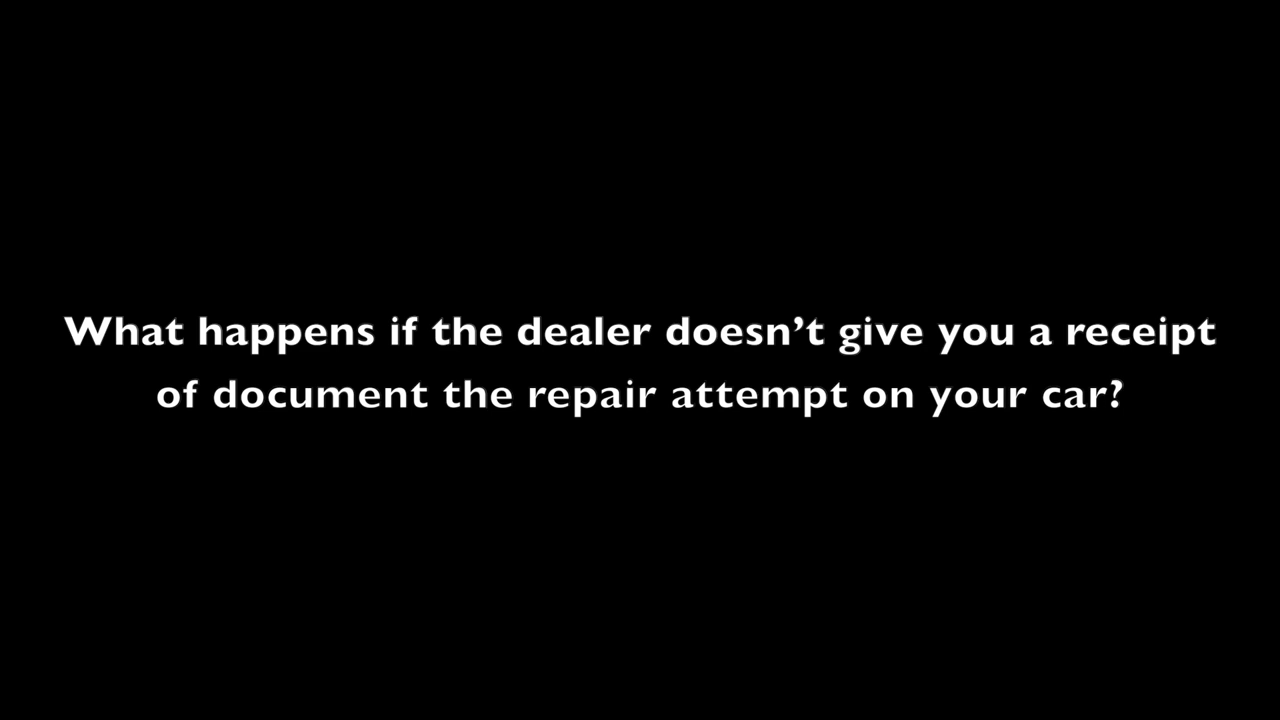 What happens if the dealer doesn’t give you a receipt
of document the repair attempt on your car?